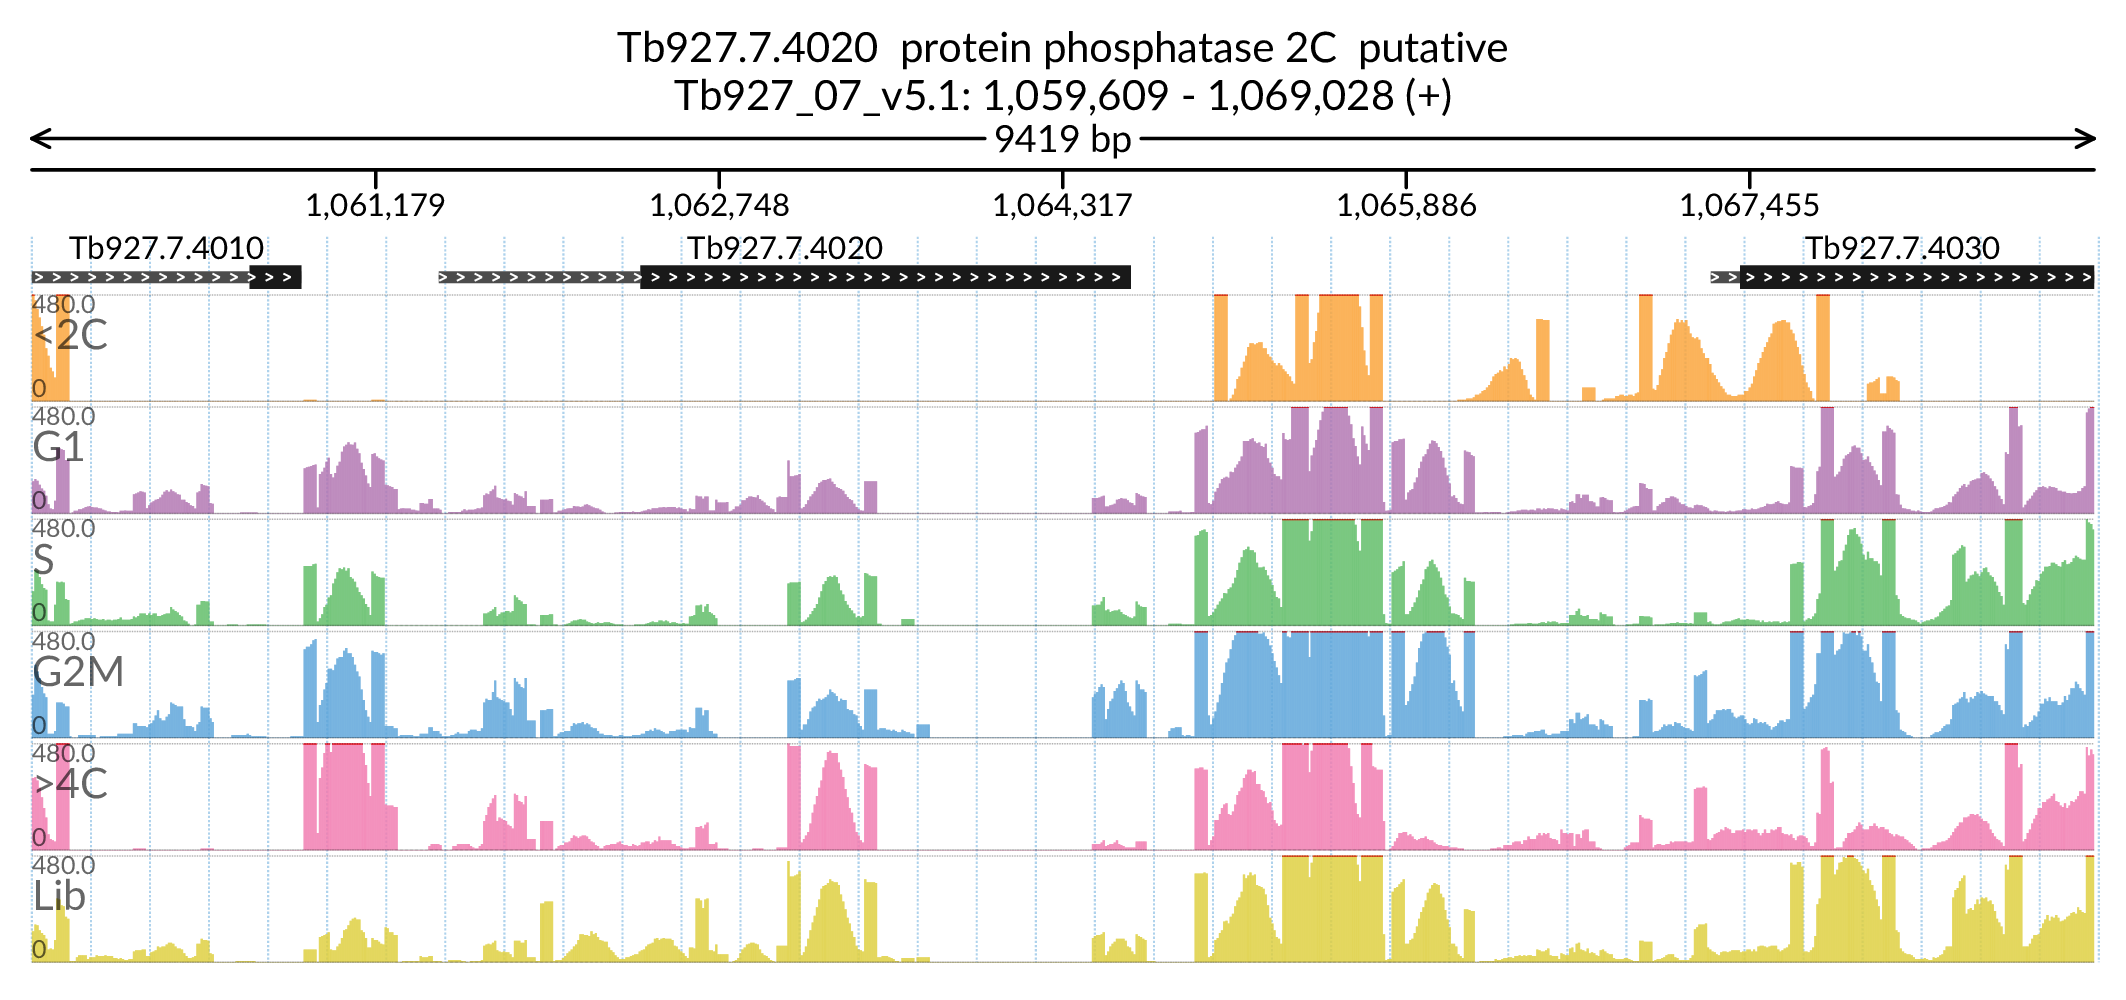 Tb927.7.4020 protein phosphatase 2C putative
Tb927_07_v5.1: 1,059,609 - 1,069,028 (+)
9419 bp
1,061,179 1,062,748 1,064,317 1,065,886 1,067,455
Tb927.7.4010 Tb927.7.4020 Tb927.7.4030
480.0
<2C
0
480.0
G1
0
480.0
S
0
480.0
G2M
0
480.0
>4C
0
480.0
Lib
0